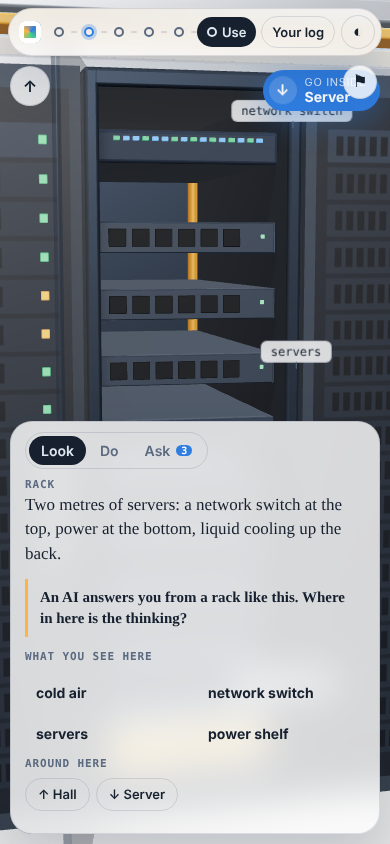 Use
Your log
GO INSI
Server
network switch
servers
Look
Do
Ask 3
RACK
Two metres of servers: a network switch at the
top, power at the bottom, liquid cooling up the
back.
An AI answers you from a rack like this. Where
in here is the thinking?
WHAT YOU SEE HERE
cold air
network switch
servers
power shelf
AROUND HERE
↑ Hall
↓ Server